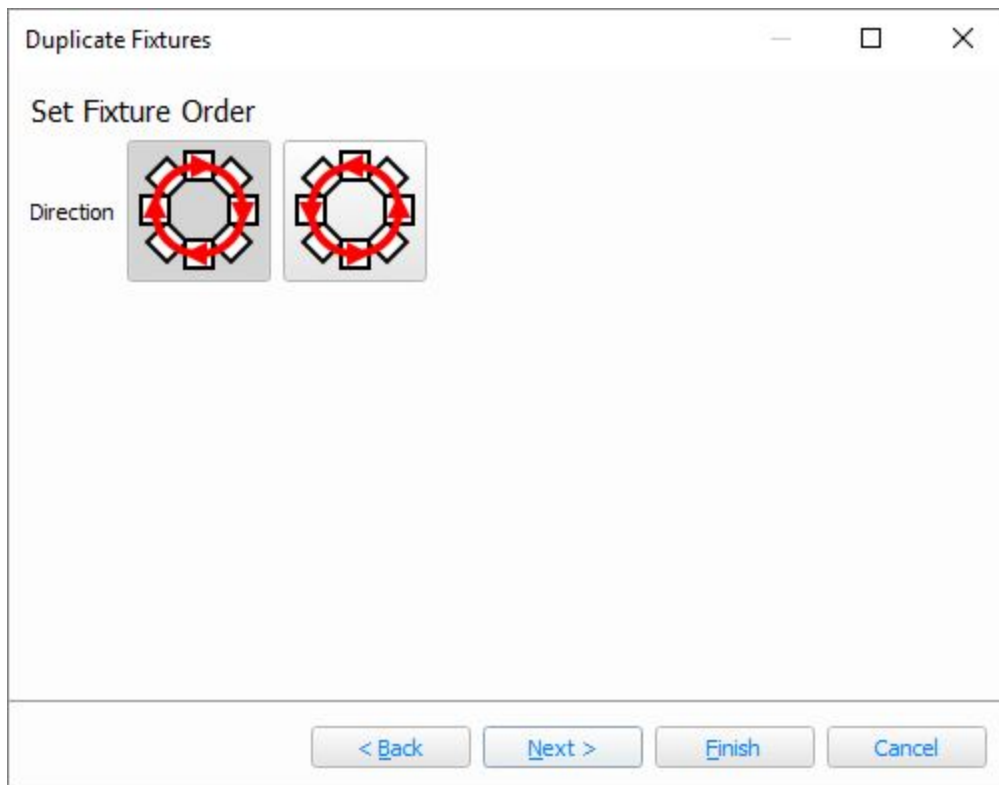 Duplicate Fixtures
Set Fixture Order
Direction
< Back Next > Finish Cancel